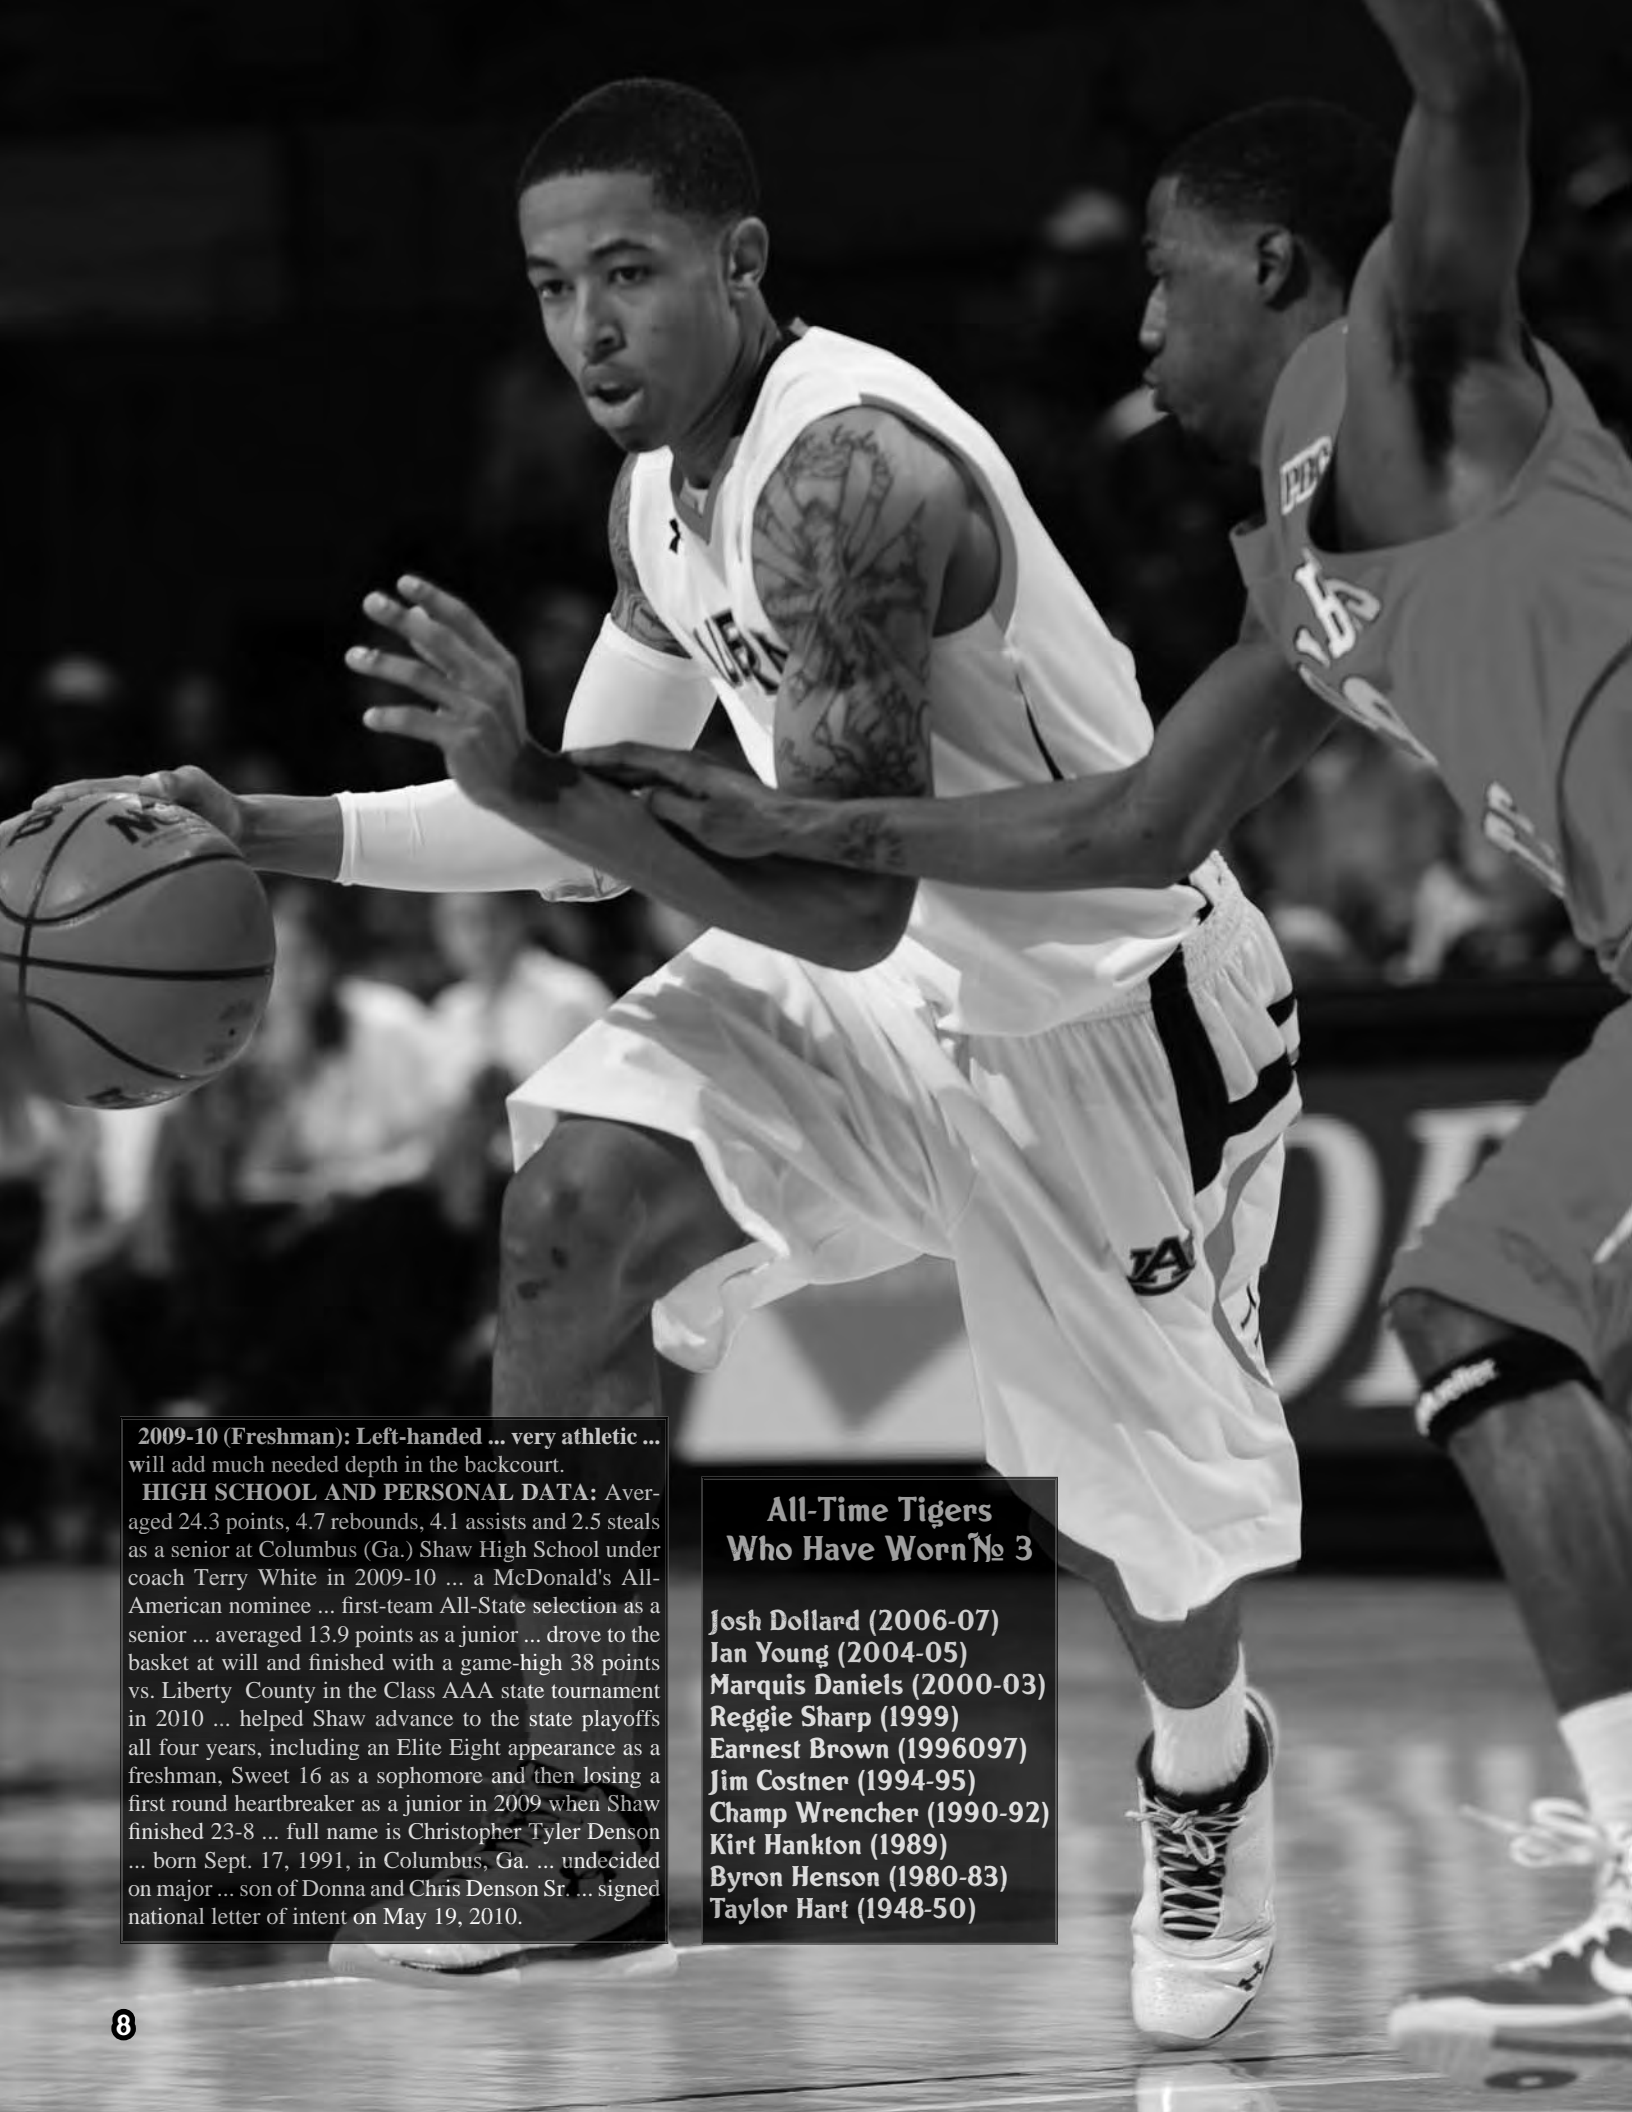 2009-10 (Freshman): Left-handed ... very athletic ...
will add much needed depth in the backcourt.
HIGH SCHOOL AND PERSONAL DATA: Aver-
aged 24.3 points, 4.7 rebounds, 4.1 assists and 2.5 steals
as a senior at Columbus (Ga.) Shaw High School under
coach Terry White in 2009-10 ... a McDonald's All-
American nominee ... first-team All-State selection as a
senior ... averaged 13.9 points as a junior ... drove to the
basket at will and finished with a game-high 38 points
vs. Liberty County in the Class AAA state tournament
in 2010 ... helped Shaw advance to the state playoffs
all four years, including an Elite Eight appearance as a
freshman, Sweet 16 as a sophomore and then losing a
first round heartbreaker as a junior in 2009 when Shaw
finished 23-8 ... full name is Christopher Tyler Denson
... born Sept. 17, 1991, in Columbus, Ga. ... undecided
on major ... son of Donna and Chris Denson Sr. ... signed
national letter of intent on May 19, 2010.
All-Time Tigers
Who Have Worn № 3
Josh Dollard (2006-07)
Ian Young (2004-05)
Marquis Daniels (2000-03)
Reggie Sharp (1999)
Earnest Brown (1996097)
Jim Costner (1994-95)
Champ Wrencher (1990-92)
Kirt Hankton (1989)
Byron Henson (1980-83)
Taylor Hart (1948-50)
AU
Mueller
8